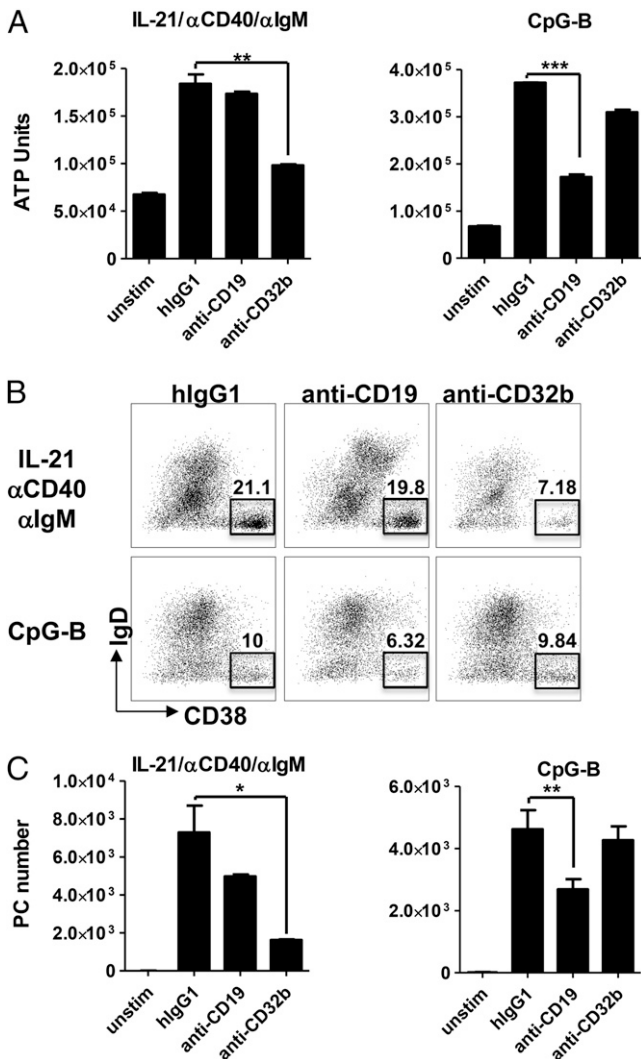 A
IL-21/αCD40/αIgM
CpG-B
ATP Units
2.0×10⁵
1.5×10⁵
1.0×10⁵
5.0×10⁴
0
**
unstim
hIgG1
anti-CD19
anti-CD32b
4.0×10⁵
3.0×10⁵
2.0×10⁵
1.0×10⁵
0
***
unstim
hIgG1
anti-CD19
anti-CD32b
B
hIgG1 anti-CD19 anti-CD32b
IL-21
αCD40
αIgM
21.1 19.8 7.18
CpG-B
10 6.32 9.84
IgD
CD38
C
IL-21/αCD40/αIgM
CpG-B
PC number
1.0×10⁴
8.0×10³
6.0×10³
4.0×10³
2.0×10³
0
*
unstim
hIgG1
anti-CD19
anti-CD32b
6.0×10³
4.0×10³
2.0×10³
0
**
unstim
hIgG1
anti-CD19
anti-CD32b